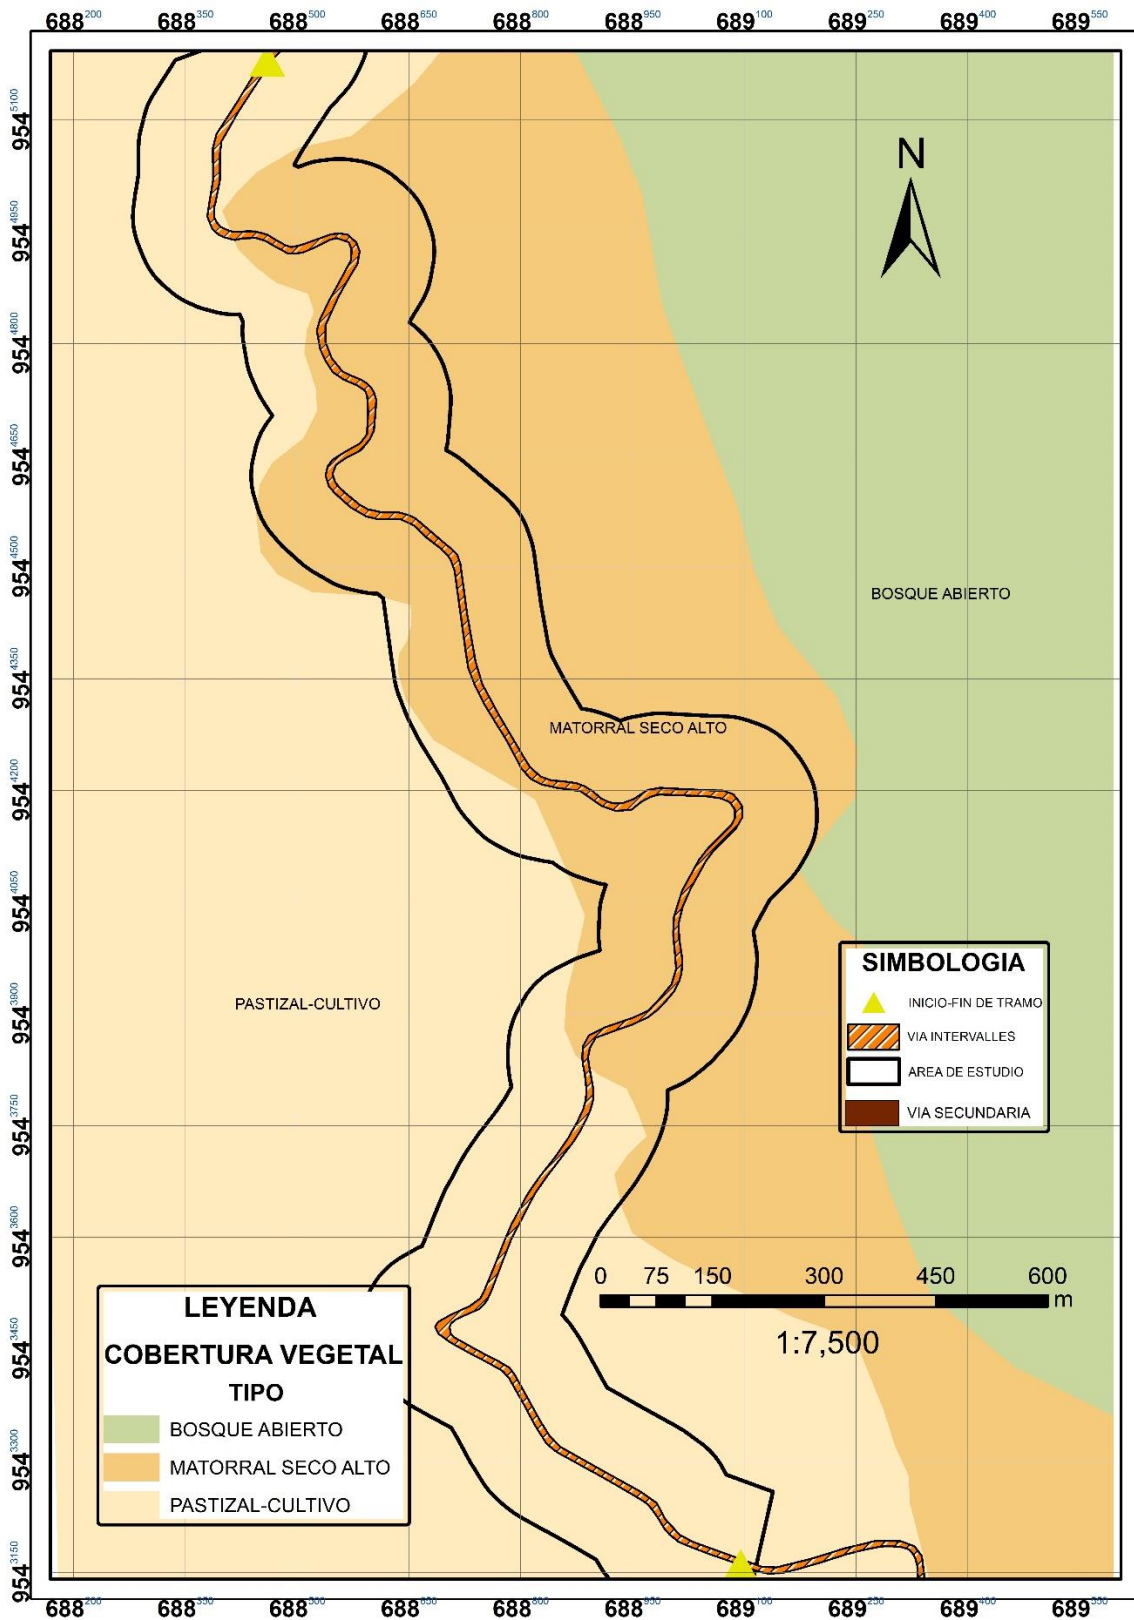 688200 688350 688500 688650 688800 688950 689100 689250 689400 689550
9545100
9544950
9544800
9544650
9544500
9544350
9544200
9544050
9543900
9543750
9543600
9543450
9543300
9543150
N
BOSQUE ABIERTO
MATORRAL SECO ALTO
PASTIZAL-CULTIVO
SIMBOLOGIA
INICIO-FIN DE TRAMO
VIA INTERVALLES
AREA DE ESTUDIO
VIA SECUNDARIA
0 75 150 300 450 600
m
1:7,500
LEYENDA
COBERTURA VEGETAL
TIPO
BOSQUE ABIERTO
MATORRAL SECO ALTO
PASTIZAL-CULTIVO
688200 688350 688500 688650 688800 688950 689100 689250 689400 689550